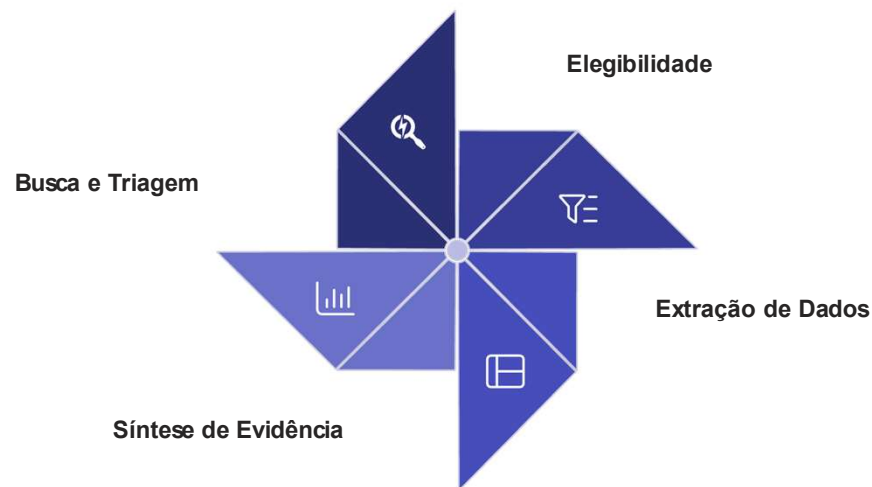 Elegibilidade
Busca e Triagem
Extração de Dados
Síntese de Evidência